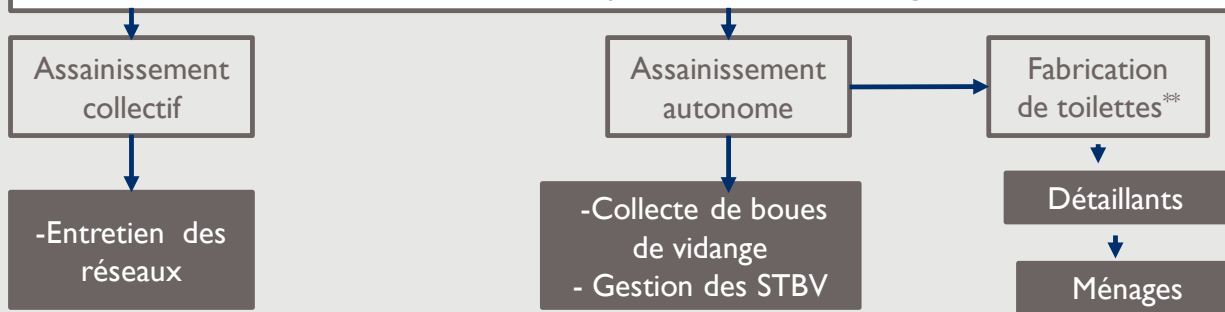 Assainissement
collectif
Assainissement
autonome
Fabrication
de toilettes**
-Entretien des
réseaux
-Collecte de boues
de vidange
- Gestion des STBV
Détaillants
Ménages